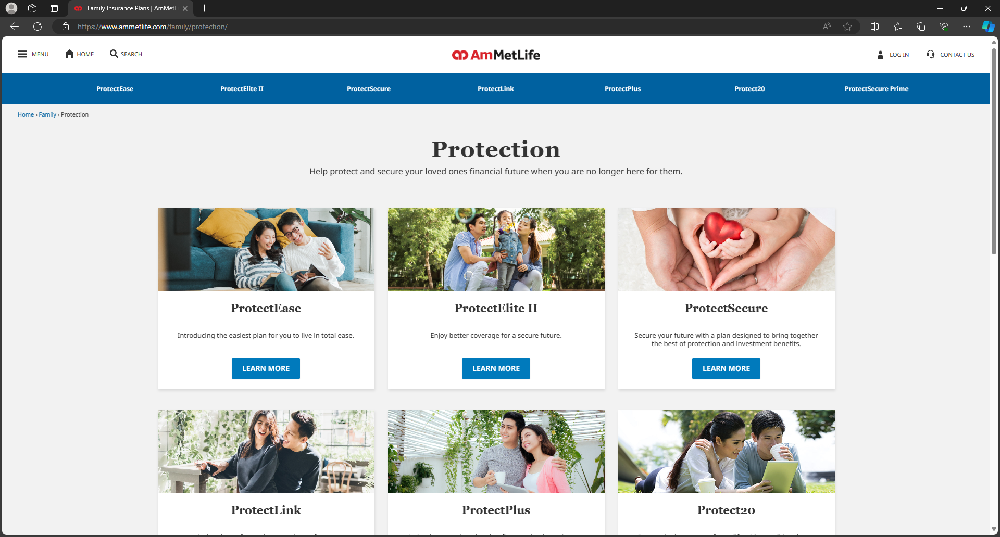 Family Insurance Plans | AmMetL
https://www.ammetlife.com/family/protection/
MENU
HOME
SEARCH
AmMetLife
LOG IN
CONTACT US
ProtectEase
ProtectElite II
ProtectSecure
ProtectLink
ProtectPlus
Protect20
ProtectSecure Prime
Home › Family › Protection
Protection
Help protect and secure your loved ones financial future when you are no longer here for them.
ProtectEase
Introducing the easiest plan for you to live in total ease.
LEARN MORE
ProtectElite II
Enjoy better coverage for a secure future.
LEARN MORE
ProtectSecure
Secure your future with a plan designed to bring together
the best of protection and investment benefits.
LEARN MORE
ProtectLink
ProtectPlus
Protect20